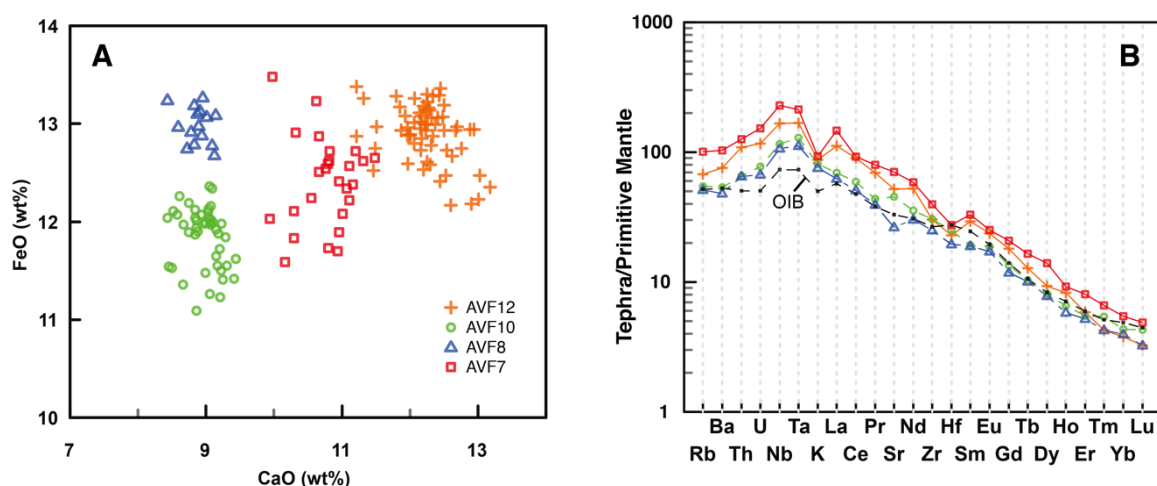 A
14
13
12
11
10
FeO (wt%)
7 9 11 13
CaO (wt%)
AVF12
AVF10
AVF8
AVF7
B
1000
100
10
1
Tephra/Primitive Mantle
OIB
Ba U Ta La Pr Nd Hf Eu Tb Ho Tm Lu
Rb Th Nb K Ce Sr Zr Sm Gd Dy Er Yb